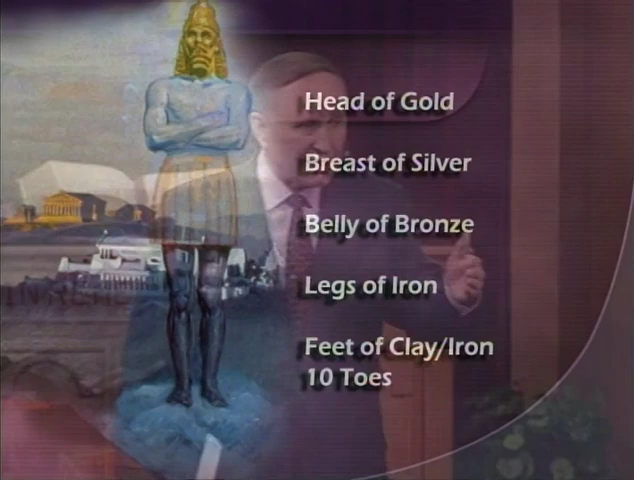 Head of Gold
Breast of Silver
Belly of Bronze
Legs of Iron
Feet of Clay/Iron
10 Toes